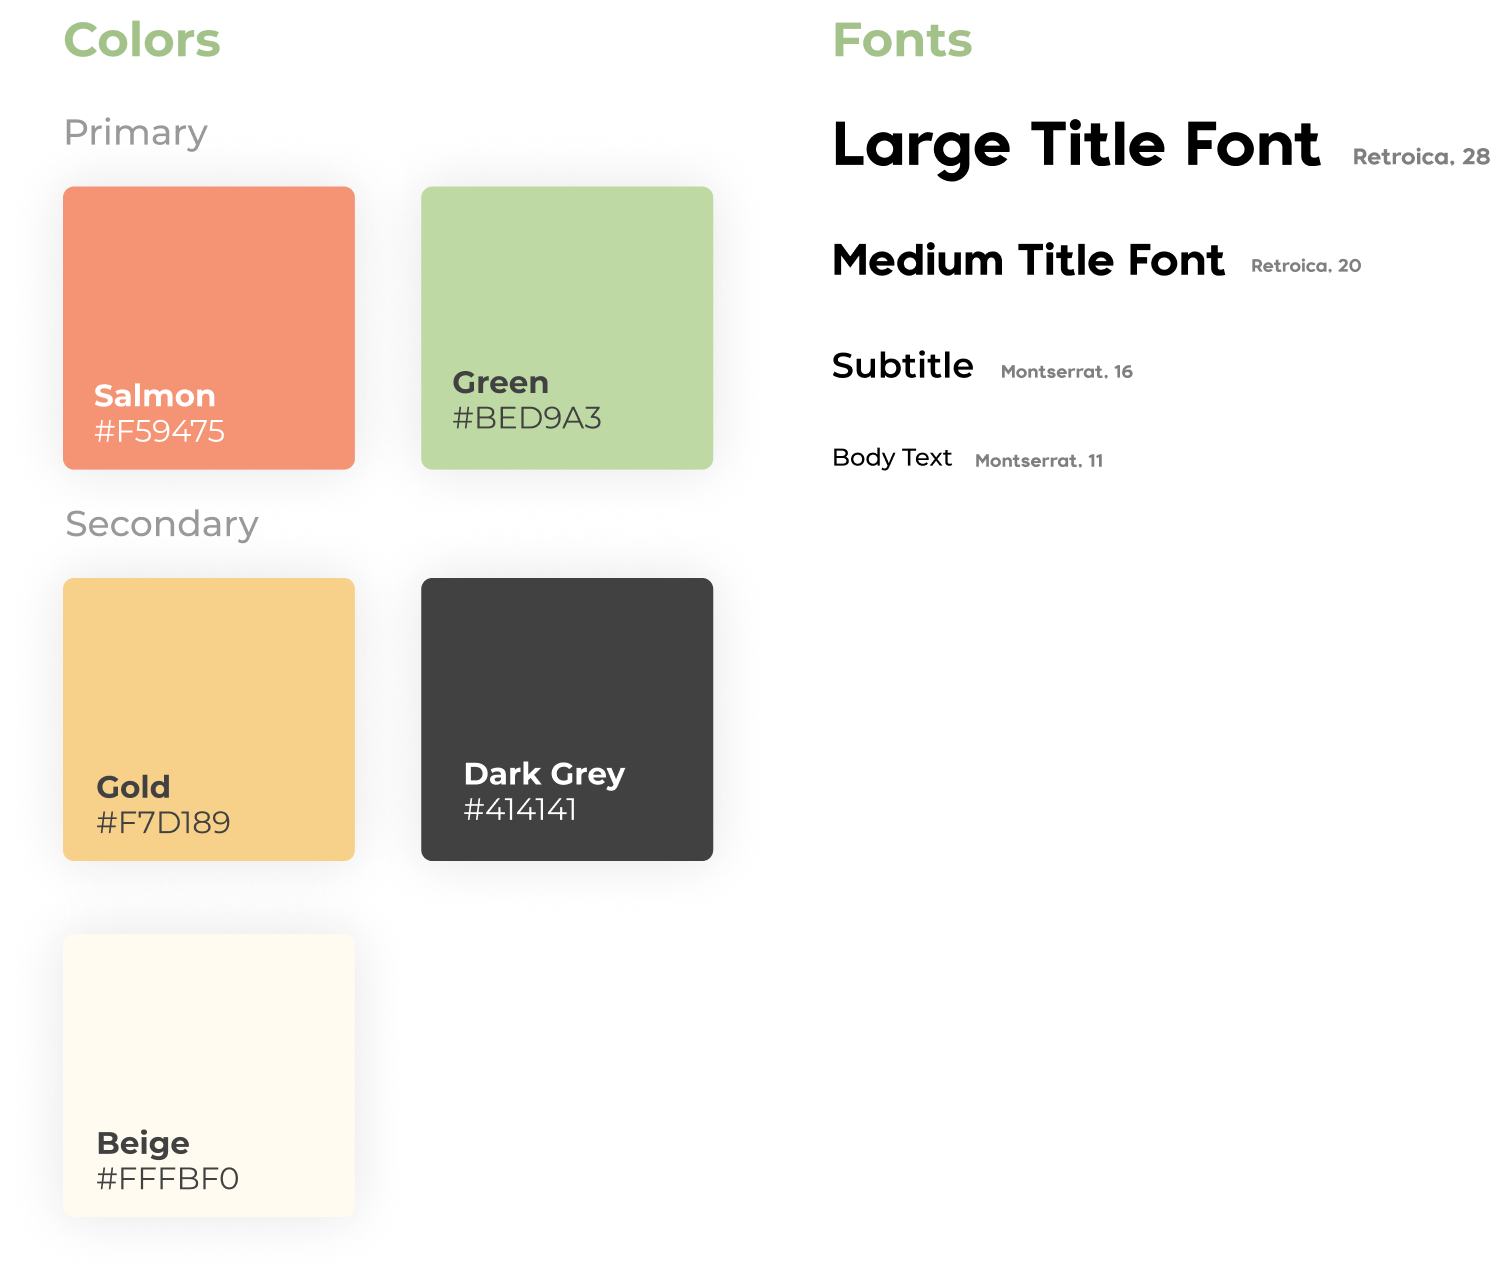 Colors
Primary
Salmon
#F59475
Green
#BED9A3
Secondary
Gold
#F7D189
Dark Grey
#414141
Beige
#FFFBF0
Fonts
Large Title Font Retroica, 28
Medium Title Font Retroica, 20
Subtitle Montserrat, 16
Body Text Montserrat, 11